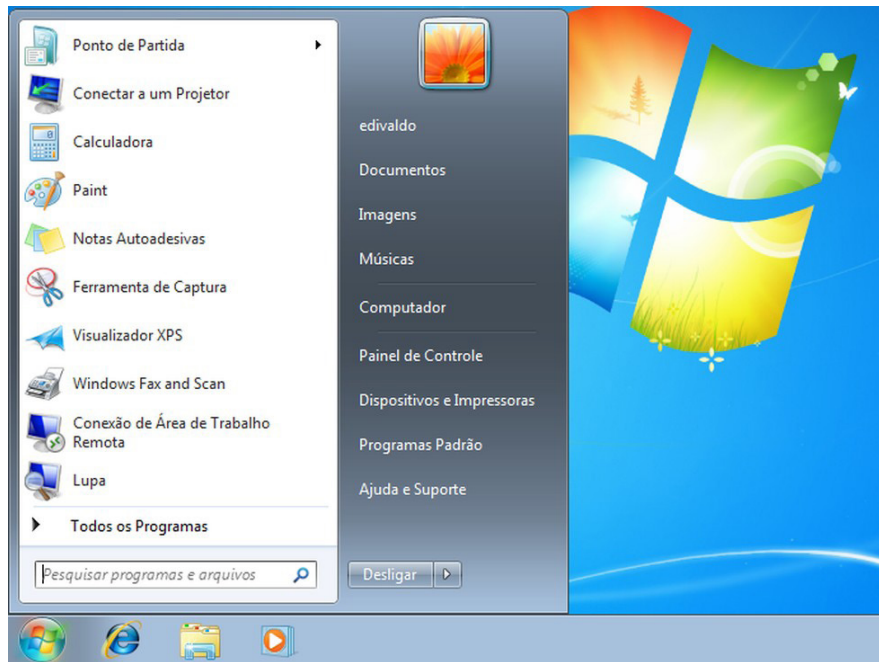 Ponto de Partida
Conectar a um Projetor
Calculadora
Paint
Notas Autoadesivas
Ferramenta de Captura
Visualizador XPS
Windows Fax and Scan
Conexão de Área de Trabalho
Remota
Lupa
Todos os Programas
Pesquisar programas e arquivos
edivaldo
Documentos
Imagens
Músicas
Computador
Painel de Controle
Dispositivos e Impressoras
Programas Padrão
Ajuda e Suporte
Desligar